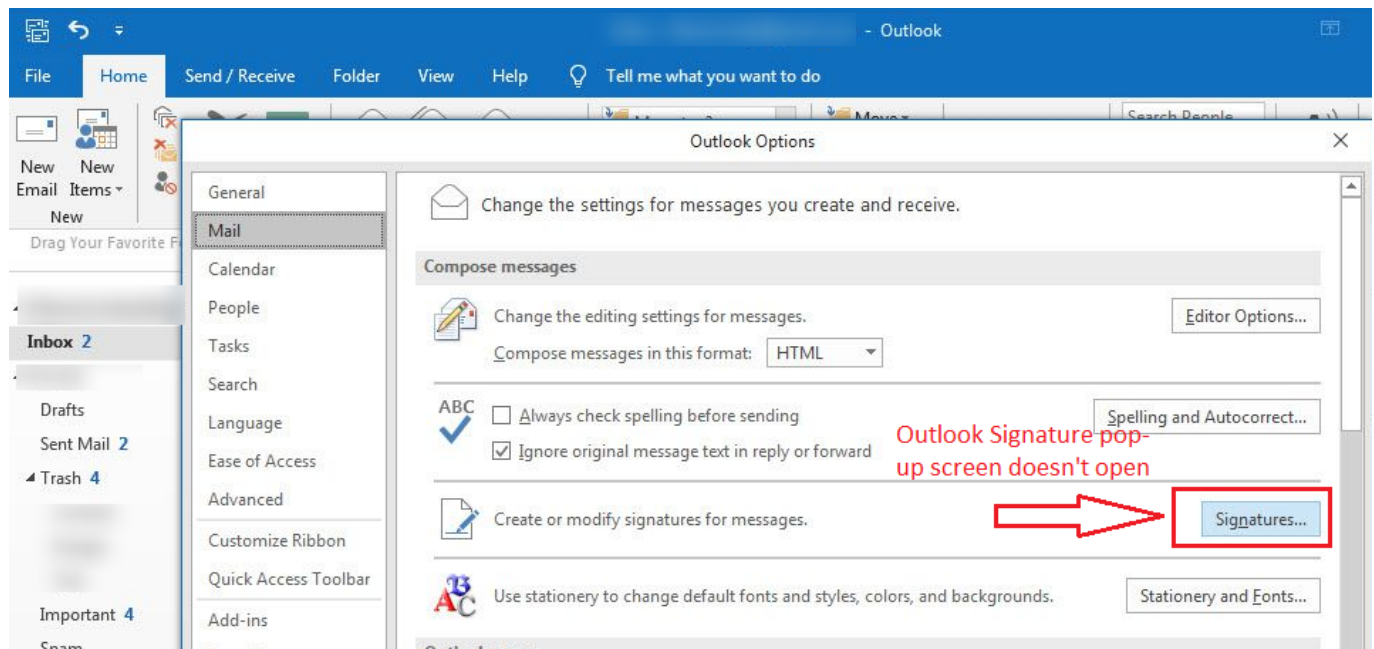 - Outlook
File Home Send / Receive Folder View Help Tell me what you want to do
Search People
New Email
New Items
New
Drag Your Favorite F
Inbox 2
Drafts
Sent Mail 2
Trash 4
Important 4
Spam
Outlook Options
General
Mail
Calendar
People
Tasks
Search
Language
Ease of Access
Advanced
Customize Ribbon
Quick Access Toolbar
Add-ins
Change the settings for messages you create and receive.
Compose messages
Change the editing settings for messages.
Editor Options...
Compose messages in this format: HTML
ABC
Always check spelling before sending
Spelling and Autocorrect...
Ignore original message text in reply or forward
Outlook Signature pop-
up screen doesn't open
Create or modify signatures for messages.
Signatures...
Use stationery to change default fonts and styles, colors, and backgrounds.
Stationery and Fonts...